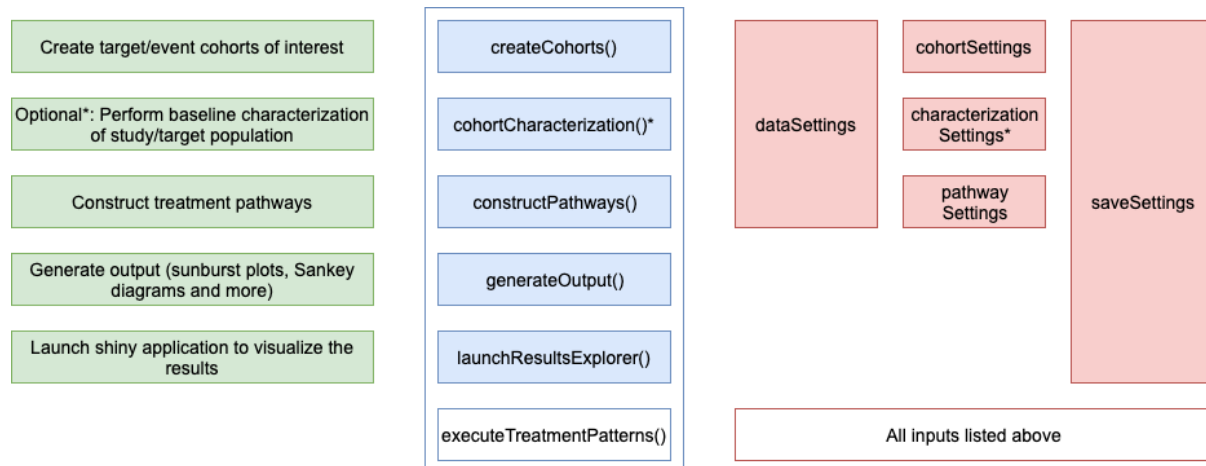 Create target/event cohorts of interest
createCohorts()
cohortSettings
Optional*: Perform baseline characterization
of study/target population
cohortCharacterization()*
dataSettings
characterization
Settings*
Construct treatment pathways
constructPathways()
pathway
Settings
saveSettings
Generate output (sunburst plots, Sankey
diagrams and more)
generateOutput()
Launch shiny application to visualize the
results
launchResultsExplorer()
executeTreatmentPatterns()
All inputs listed above